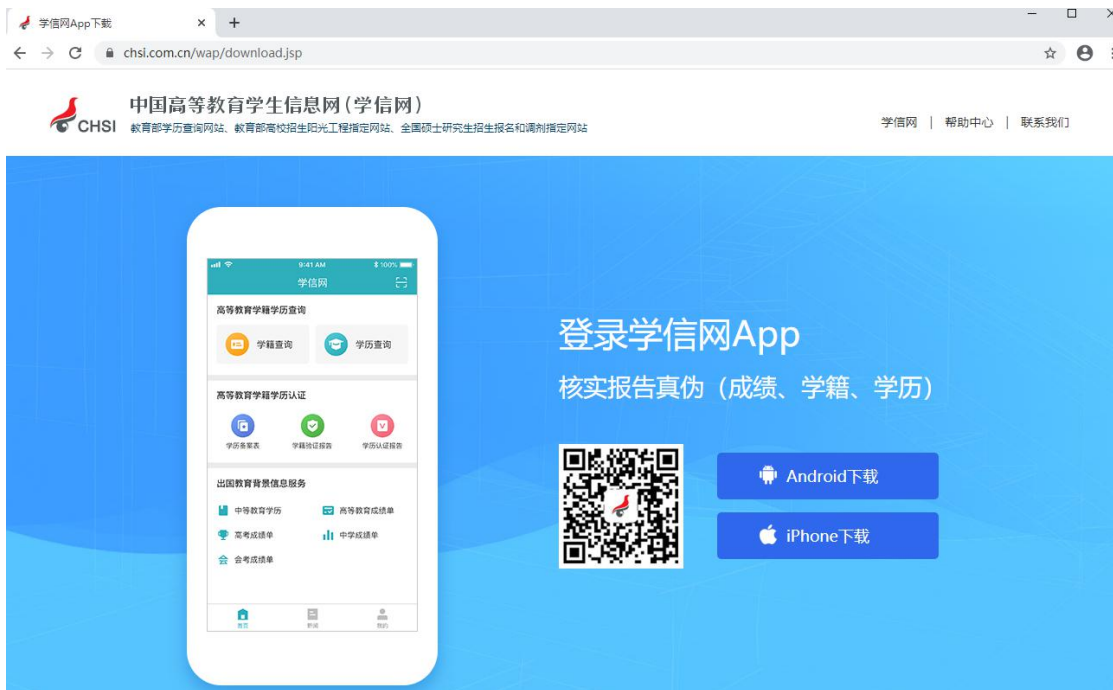 学信网App下载
chsi.com.cn/wap/download.jsp
CHSI
中国高等教育学生信息网(学信网)
教育部学历查询网站、教育部高校招生阳光工程指定网站、全国硕士研究生招生报名和调剂指定网站
学信网 | 帮助中心 | 联系我们
9:41 AM 100%
学信网
高等教育学籍学历查询
学籍查询 学历查询
高等教育学籍学历认证
学历备案表 学籍验证报告 学历认证报告
出国教育背景信息服务
中等教育学历 高等教育成绩单
高考成绩单 中学成绩单
会考成绩单
首页 新闻 我的
登录学信网App
核实报告真伪（成绩、学籍、学历）
Android下载
iPhone下载